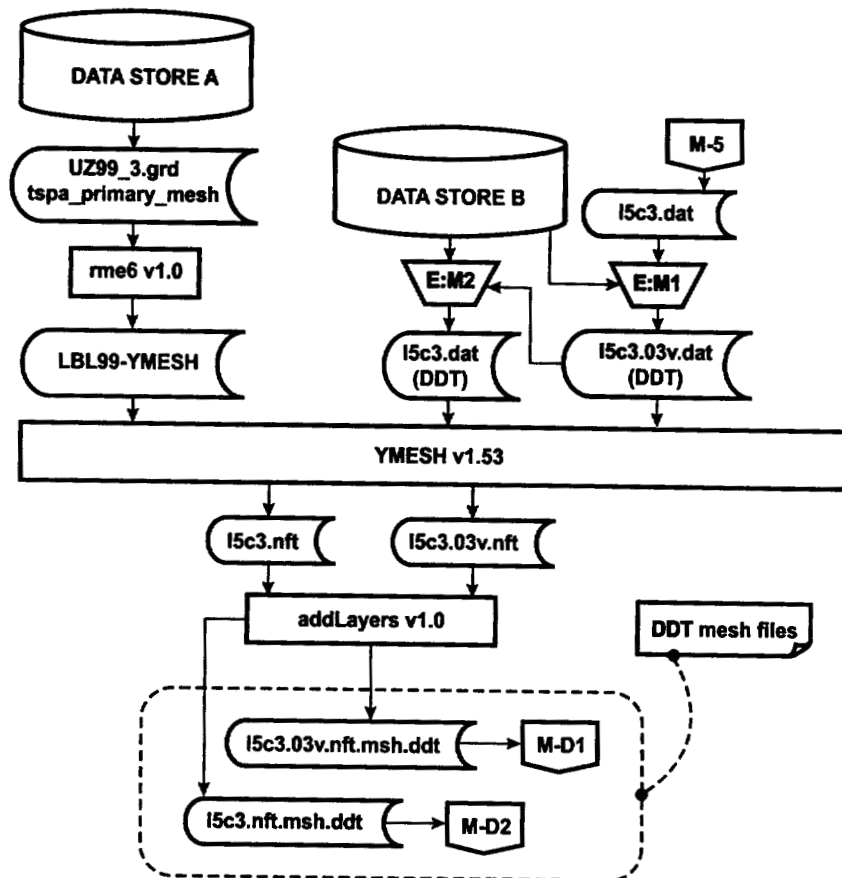 DATA STORE A
UZ99_3.grd
tspa_primary_mesh
rme6 v1.0
LBL99-YMESH
DATA STORE B
M-5
l5c3.dat
E:M2
E:M1
l5c3.dat
(DDT)
l5c3.03v.dat
(DDT)
YMESH v1.53
l5c3.nft
l5c3.03v.nft
addLayers v1.0
DDT mesh files
l5c3.03v.nft.msh.ddt
M-D1
l5c3.nft.msh.ddt
M-D2